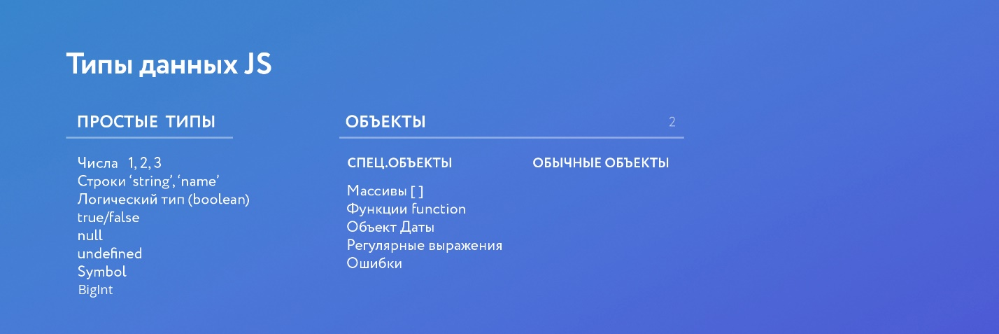 Типы данных JS
ПРОСТЫЕ ТИПЫ
Числа 1, 2, 3
Строки ‘string’, ‘name’
Логический тип (boolean)
true/false
null
undefined
Symbol
BigInt
ОБЪЕКТЫ 2
СПЕЦ.ОБЪЕКТЫ ОБЫЧНЫЕ ОБЪЕКТЫ
Массивы [ ]
Функции function
Объект Даты
Регулярные выражения
Ошибки